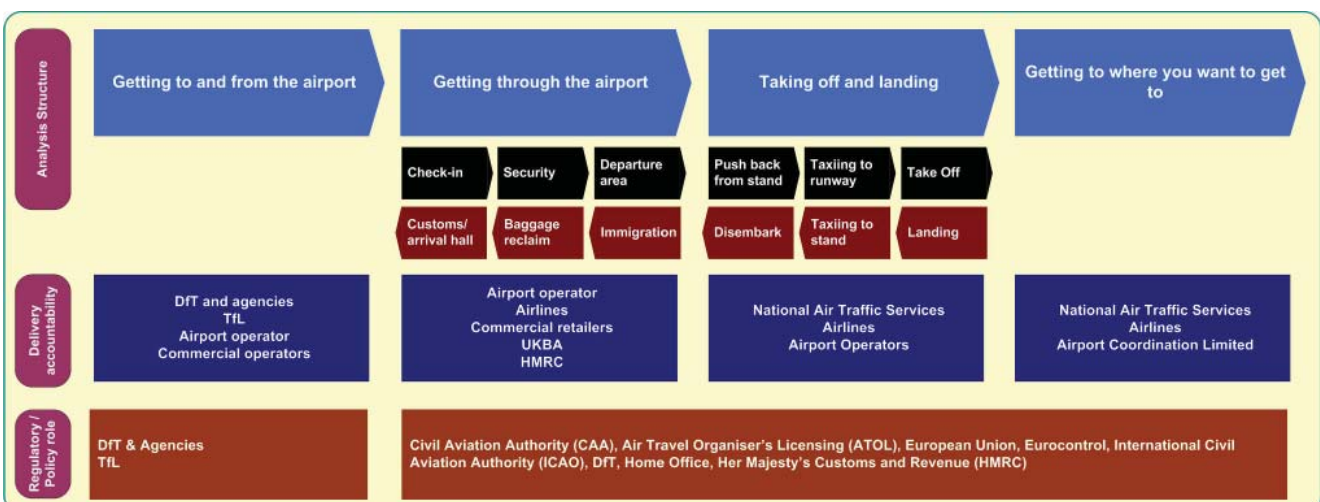 Analysis Structure
Getting to and from the airport
Getting through the airport
Taking off and landing
Getting to where you want to get
to
Check-in
Security
Departure
area
Push back
from stand
Taxiing to
runway
Take Off
Customs/
arrival hall
Baggage
reclaim
Immigration
Disembark
Taxiing to
stand
Landing
Delivery
accountability
DfT and agencies
TfL
Airport operator
Commercial operators
Airport operator
Airlines
Commercial retailers
UKBA
HMRC
National Air Traffic Services
Airlines
Airport Operators
National Air Traffic Services
Airlines
Airport Coordination Limited
Regulatory /
Policy role
DfT & Agencies
TfL
Civil Aviation Authority (CAA), Air Travel Organiser's Licensing (ATOL), European Union, Eurocontrol, International Civil
Aviation Authority (ICAO), DfT, Home Office, Her Majesty's Customs and Revenue (HMRC)